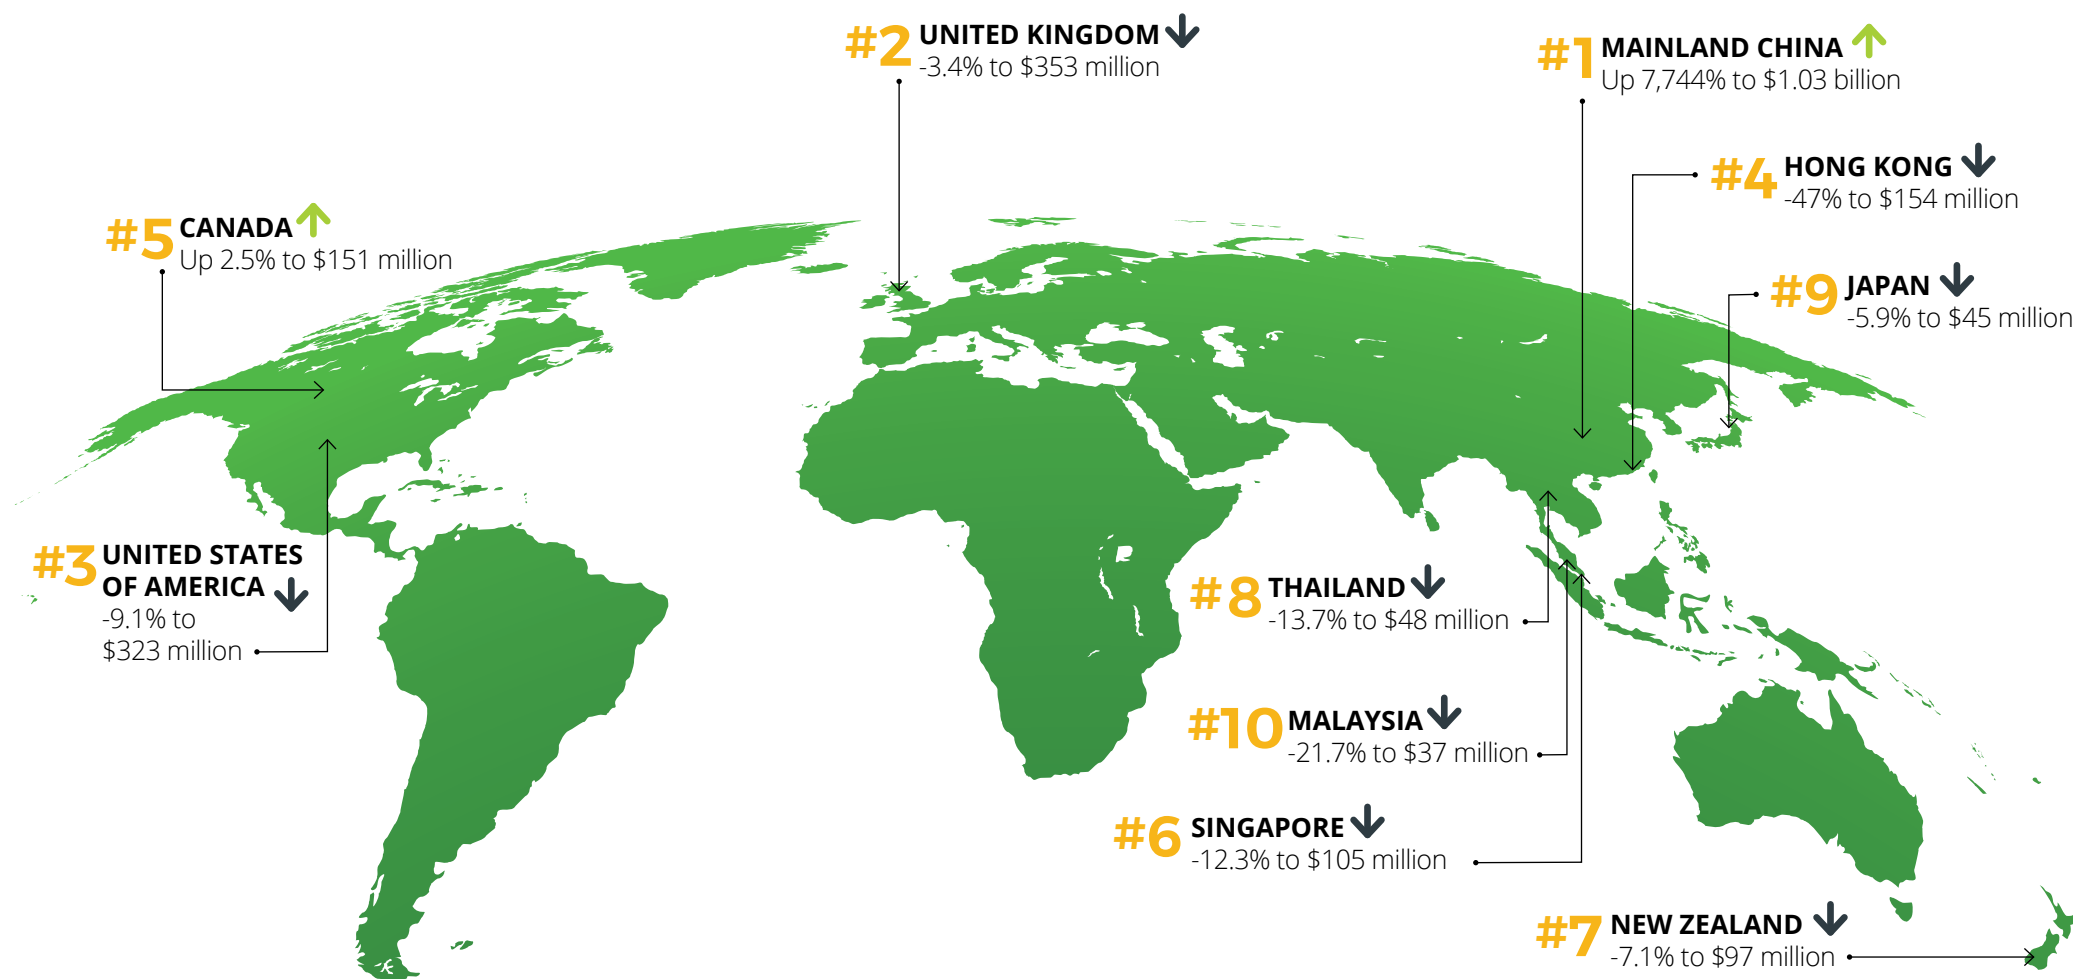 #2 UNITED KINGDOM
-3.4% to $353 million
#1 MAINLAND CHINA
Up 7,744% to $1.03 billion
#4 HONG KONG
-47% to $154 million
#5 CANADA
Up 2.5% to $151 million
#9 JAPAN
-5.9% to $45 million
#3 UNITED STATES
OF AMERICA
-9.1% to
$323 million
#8 THAILAND
-13.7% to $48 million
#10 MALAYSIA
-21.7% to $37 million
#6 SINGAPORE
-12.3% to $105 million
#7 NEW ZEALAND
-7.1% to $97 million